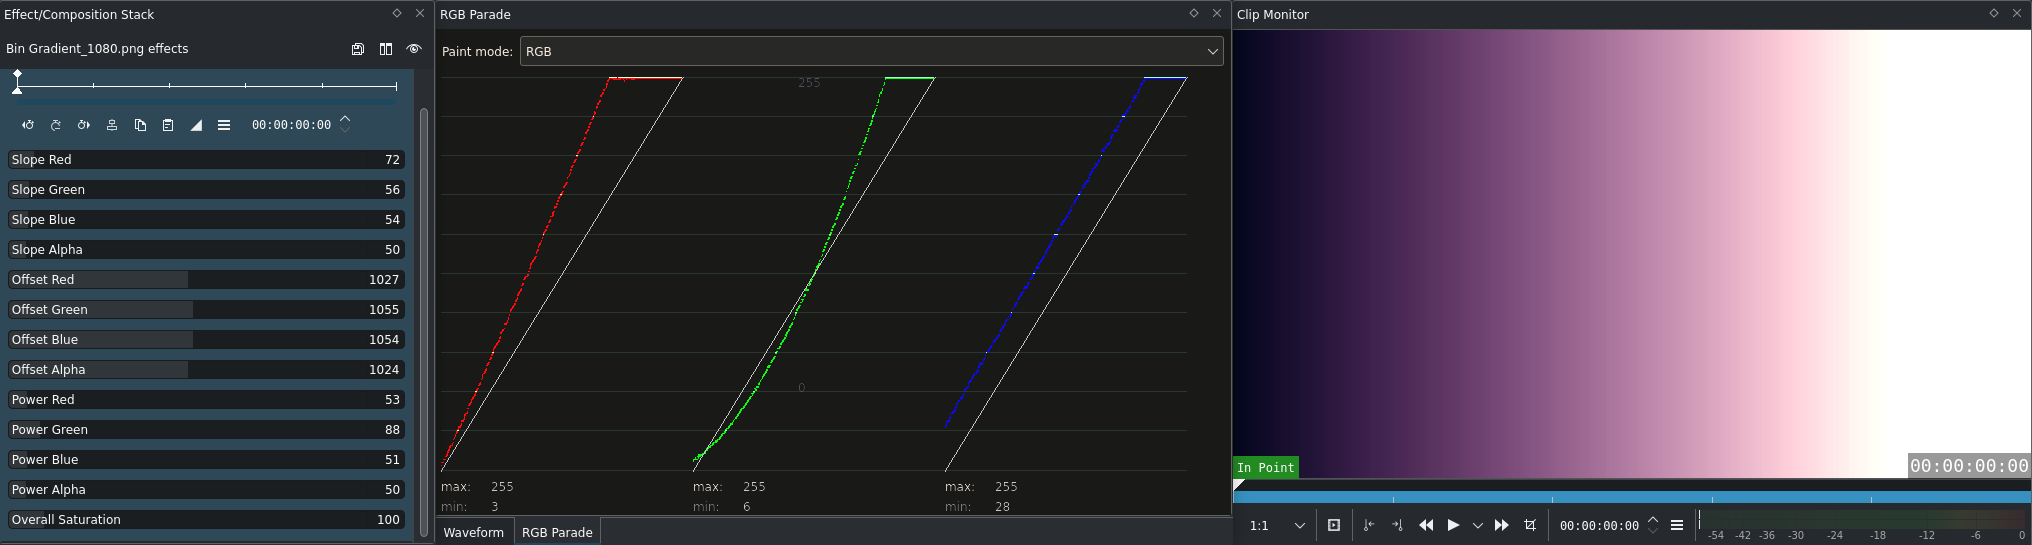 Effect/Composition Stack
Bin Gradient_1080.png effects
00:00:00:00
Slope Red 72
Slope Green 56
Slope Blue 54
Slope Alpha 50
Offset Red 1027
Offset Green 1055
Offset Blue 1054
Offset Alpha 1024
Power Red 53
Power Green 88
Power Blue 51
Power Alpha 50
Overall Saturation 100
RGB Parade
Paint mode: RGB
255
0
max: 255 max: 255 max: 255
min: 3 min: 6 min: 28
Waveform RGB Parade
Clip Monitor
In Point 00:00:00:00
1:1 00:00:00:00
-54 -42 -36 -30 -24 -18 -12 -6 0